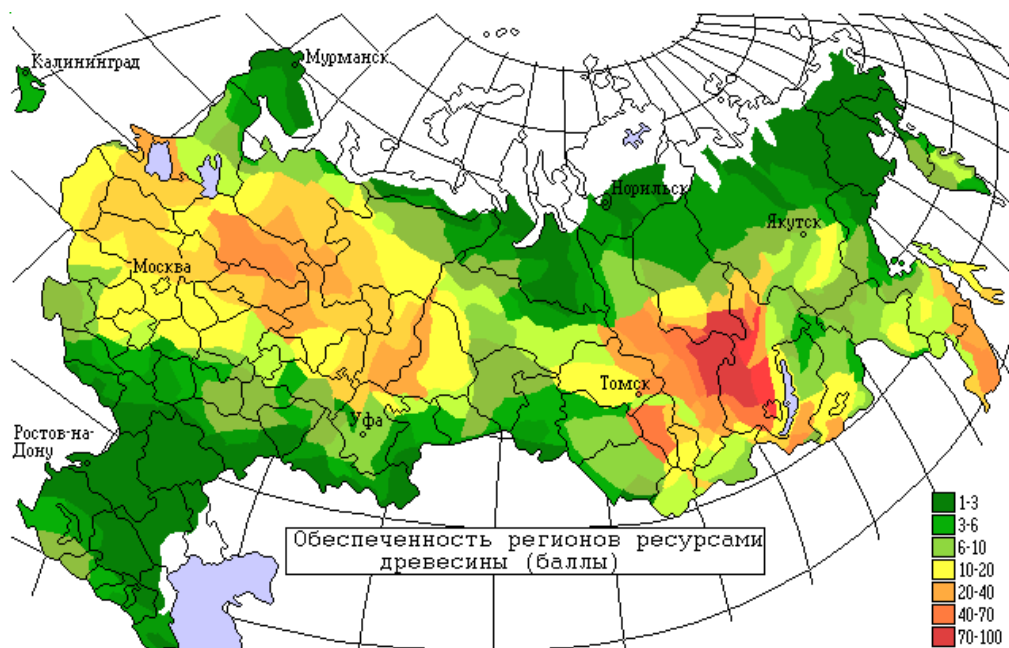 Калининград
Мурманск
Норильск
Якутск
Москва
Томск
Уфа
Ростов-на-
Дону
Обеспеченность регионов ресурсами
древесины (баллы)
1-3
3-6
6-10
10-20
20-40
40-70
70-100